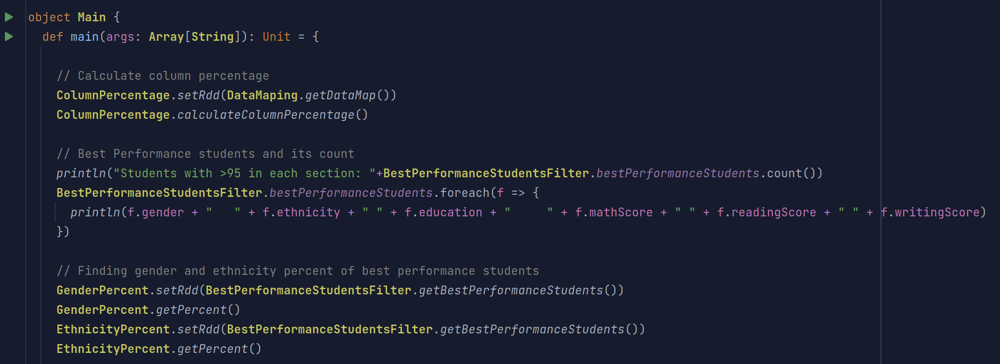 object Main {
  def main(args: Array[String]): Unit = {

    // Calculate column percentage
    ColumnPercentage.setRdd(DataMaping.getDataMap())
    ColumnPercentage.calculateColumnPercentage()

    // Best Performance students and its count
    println("Students with >95 in each section: "+BestPerformanceStudentsFilter.bestPerformanceStudents.count())
    BestPerformanceStudentsFilter.bestPerformanceStudents.foreach(f => {
      println(f.gender + "   " + f.ethnicity + " " + f.education + "     " + f.mathScore + " " + f.readingScore + " " + f.writingScore)
    })

    // Finding gender and ethnicity percent of best performance students
    GenderPercent.setRdd(BestPerformanceStudentsFilter.getBestPerformanceStudents())
    GenderPercent.getPercent()
    EthnicityPercent.setRdd(BestPerformanceStudentsFilter.getBestPerformanceStudents())
    EthnicityPercent.getPercent()